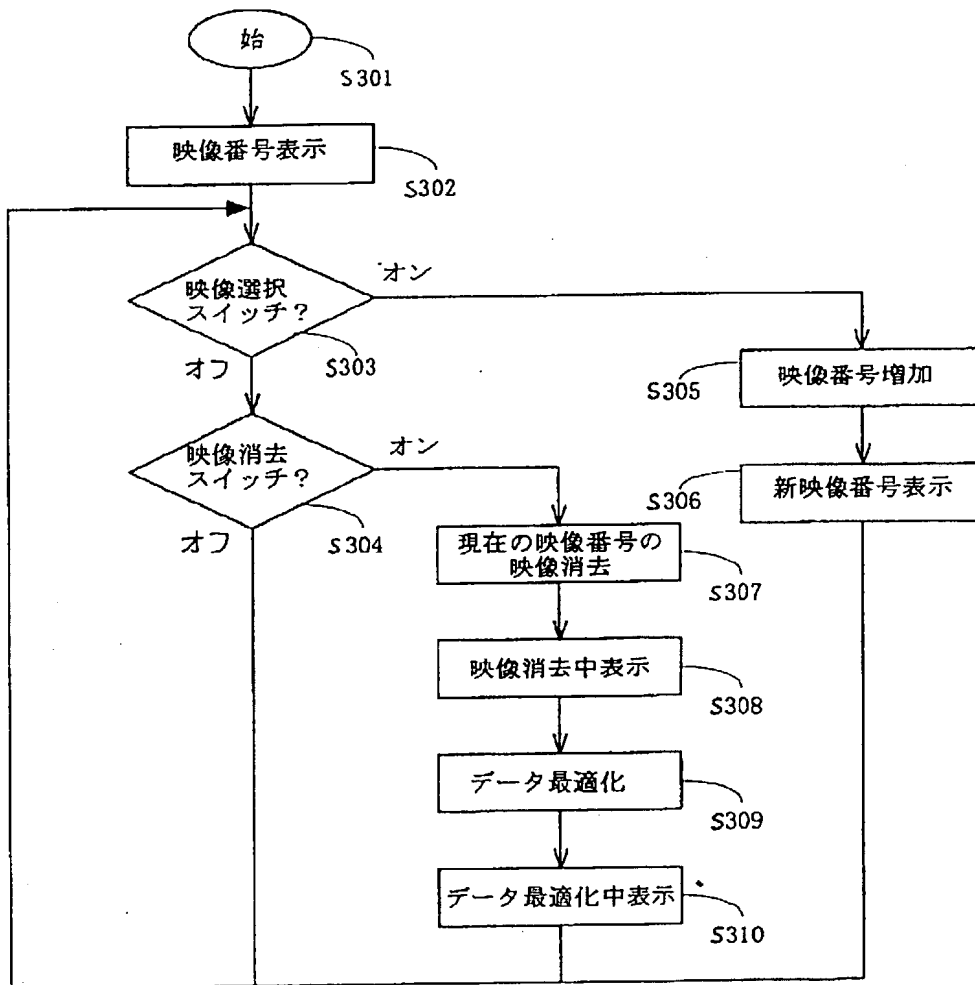 始
S301
映像番号表示
S302
映像選択
スイッチ？
オン
オフ
S303
S305
映像番号増加
映像消去
スイッチ？
オン
オフ
S304
S306
新映像番号表示
現在の映像番号の
映像消去
S307
映像消去中表示
S308
データ最適化
S309
データ最適化中表示
S310